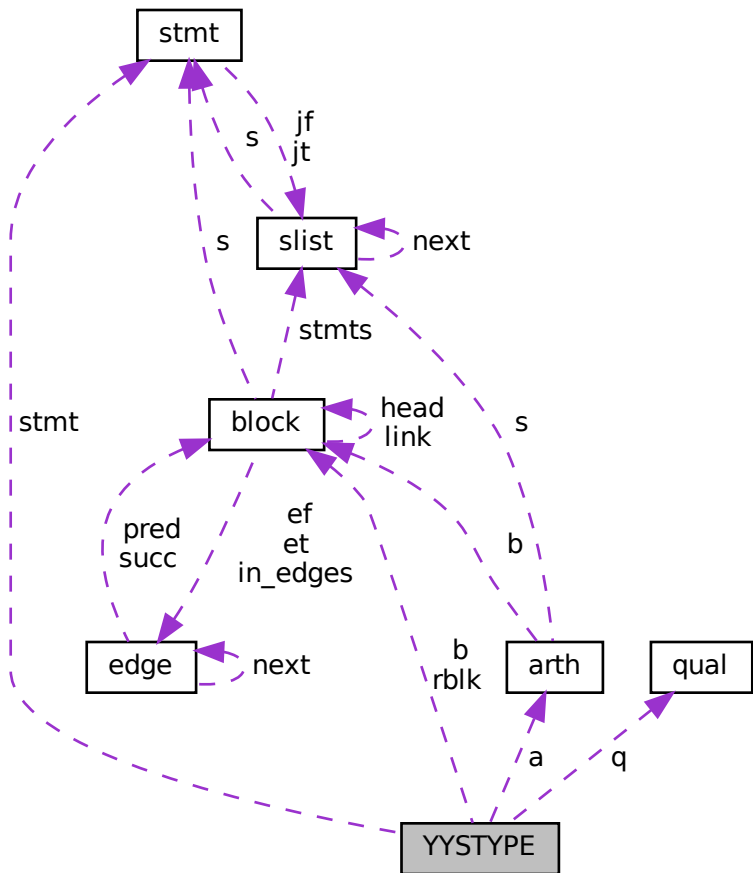 stmt
jf
jt
s
slist
next
s
stmts
head
link
block
stmt
s
ef
et
in_edges
pred
succ
b
edge
next
b
rblk
arth
qual
a
q
YYSTYPE